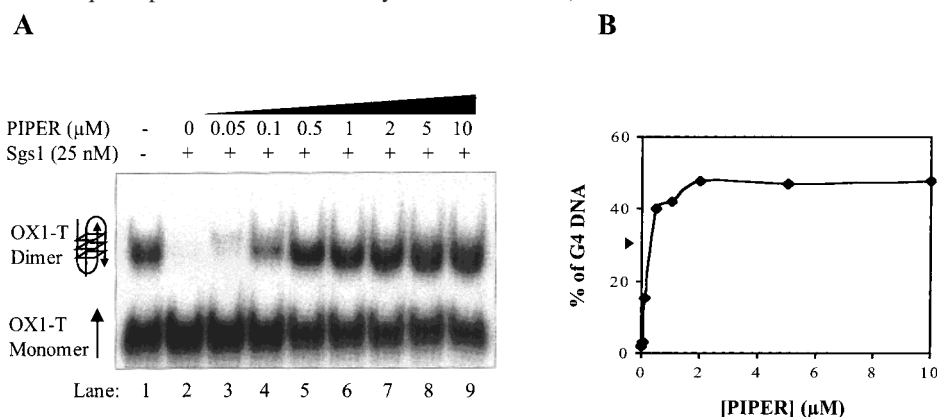 A
B
PIPER (µM) - 0 0.05 0.1 0.5 1 2 5 10
Sgs1 (25 nM) - + + + + + + + +
OX1-T
Dimer
OX1-T
Monomer
Lane: 1 2 3 4 5 6 7 8 9
% of G4 DNA
60
40
20
0
0 2 4 6 8 10
[PIPER] (µM)